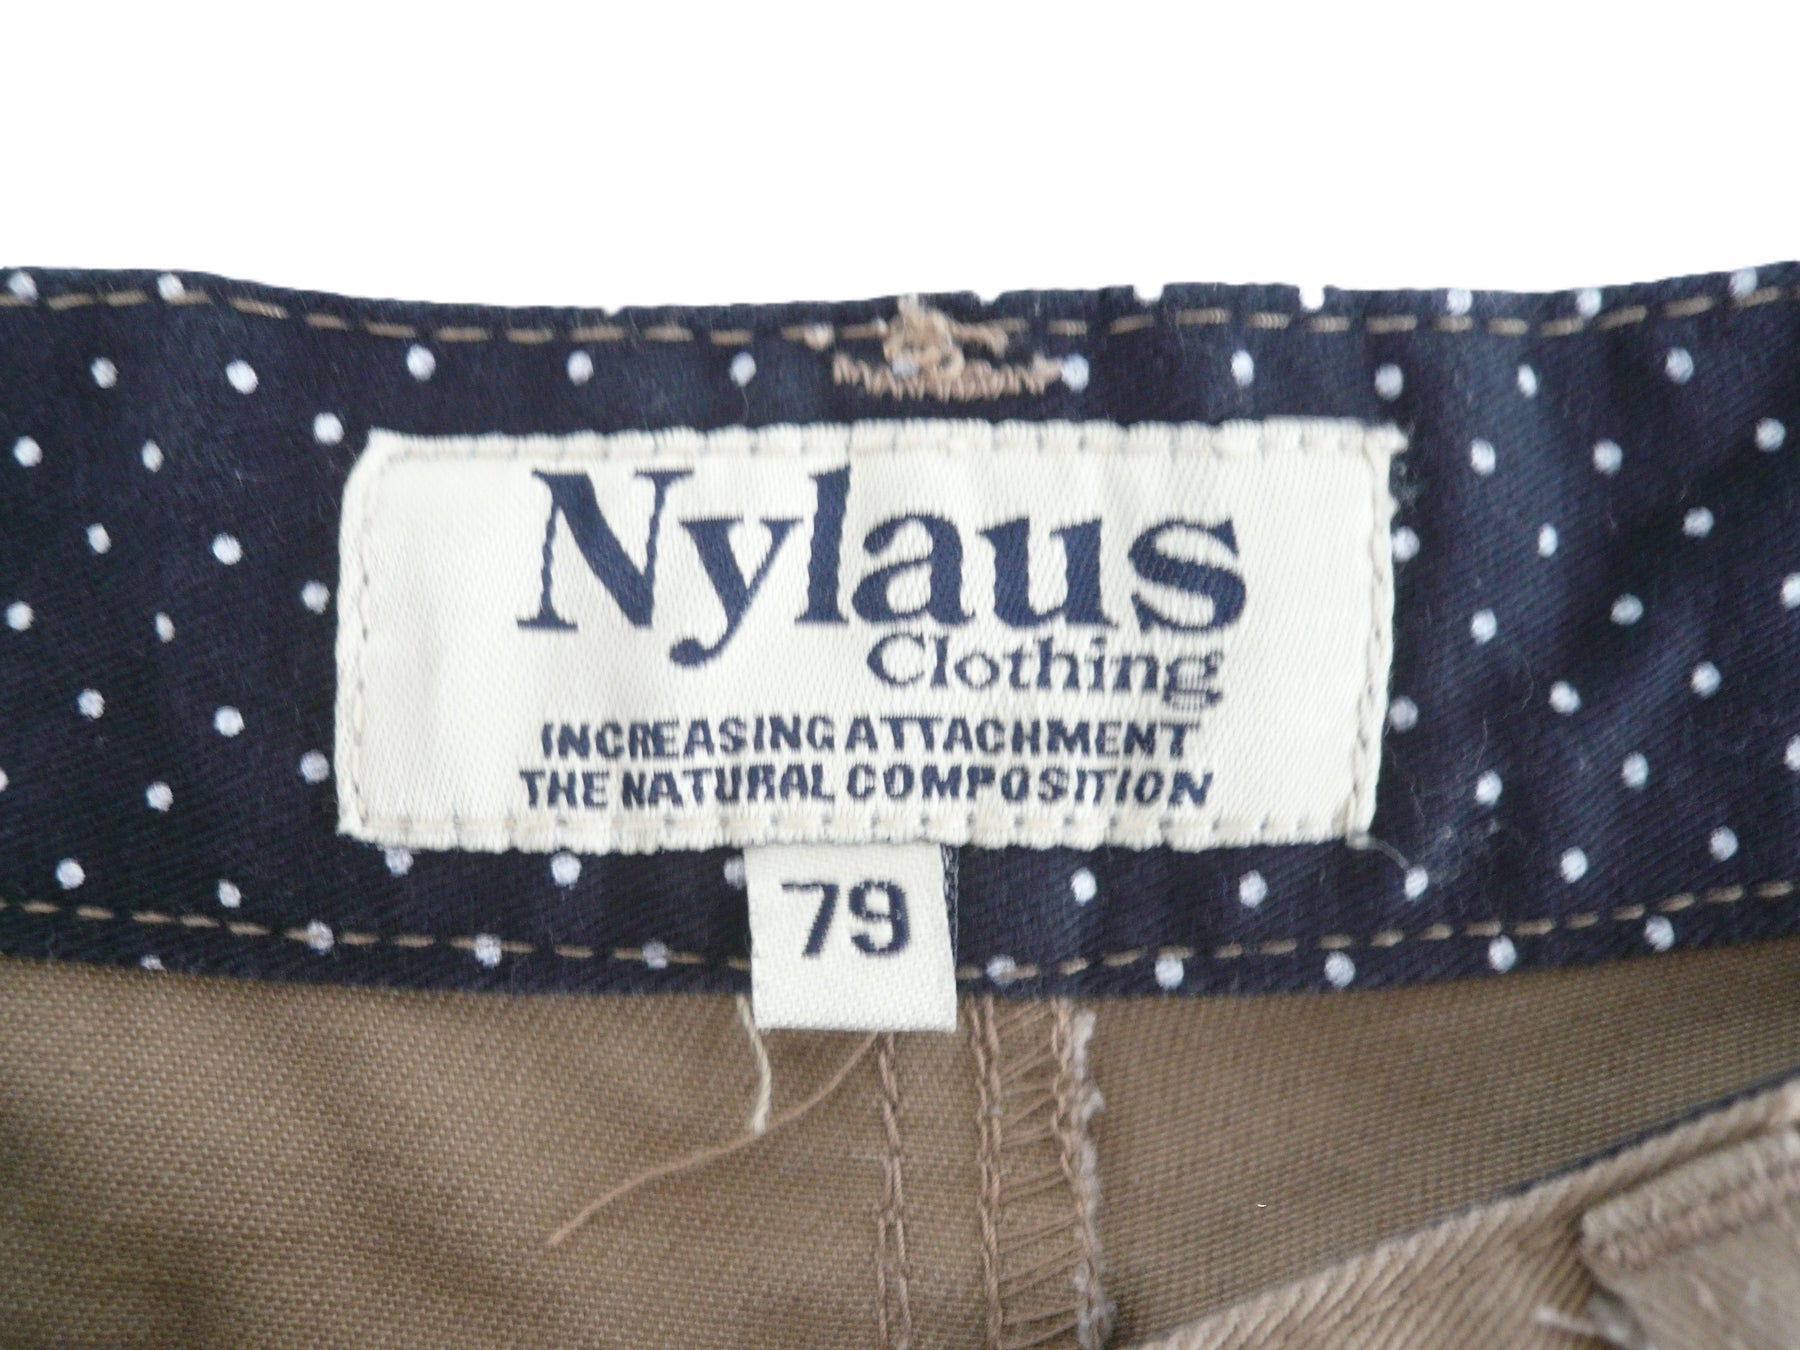 Nylaus
Clothing
INCREASING ATTACHMENT
THE NATURAL COMPOSITION
79